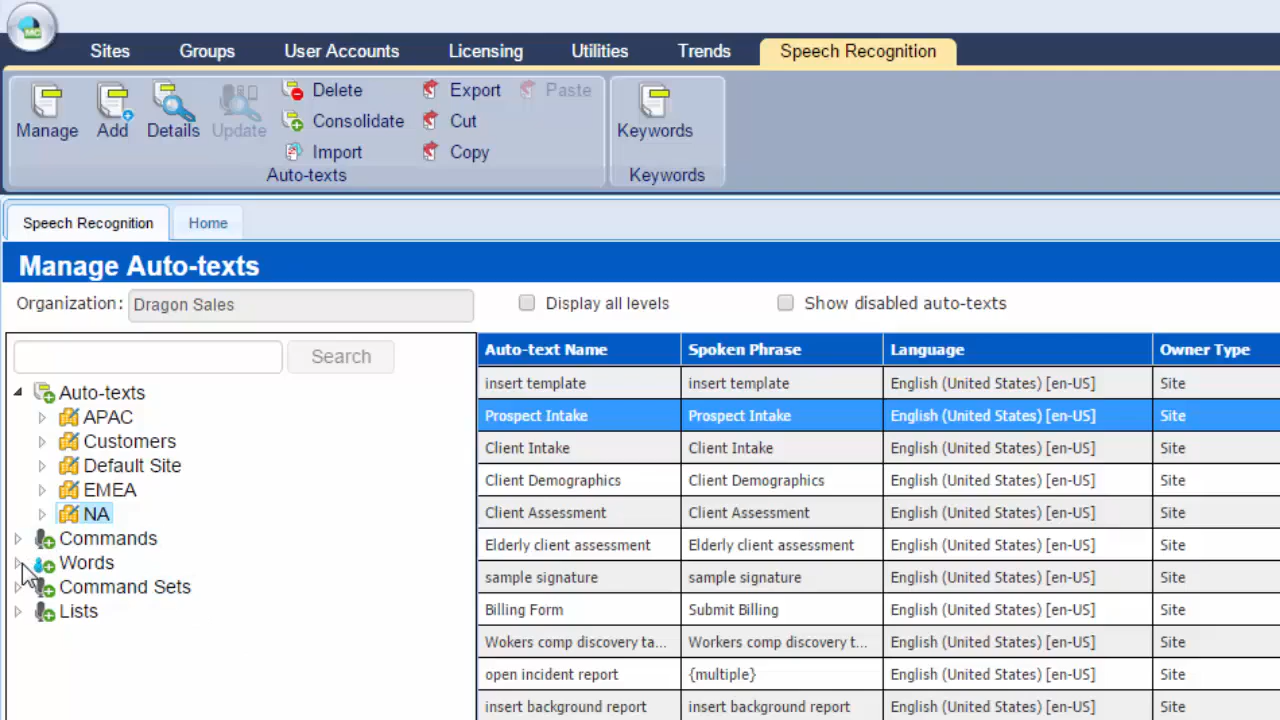 MC
Sites Groups User Accounts Licensing Utilities Trends Speech Recognition
Manage Add Details Update Delete Export Paste Keywords
Consolidate Cut
Import Copy
Auto-texts Keywords
Speech Recognition Home
Manage Auto-texts
Organization: Dragon Sales Display all levels Show disabled auto-texts
Search
Auto-text Name Spoken Phrase Language Owner Type
Auto-texts
APAC
Customers
Default Site
EMEA
NA
Commands
Words
Command Sets
Lists
insert template insert template English (United States) [en-US] Site
Prospect Intake Prospect Intake English (United States) [en-US] Site
Client Intake Client Intake English (United States) [en-US] Site
Client Demographics Client Demographics English (United States) [en-US] Site
Client Assessment Client Assessment English (United States) [en-US] Site
Elderly client assessment Elderly client assessment English (United States) [en-US] Site
sample signature sample signature English (United States) [en-US] Site
Billing Form Submit Billing English (United States) [en-US] Site
Wokers comp discovery ta... Workers comp discovery t... English (United States) [en-US] Site
open incident report {multiple} English (United States) [en-US] Site
insert background report insert background report English (United States) [en-US] Site